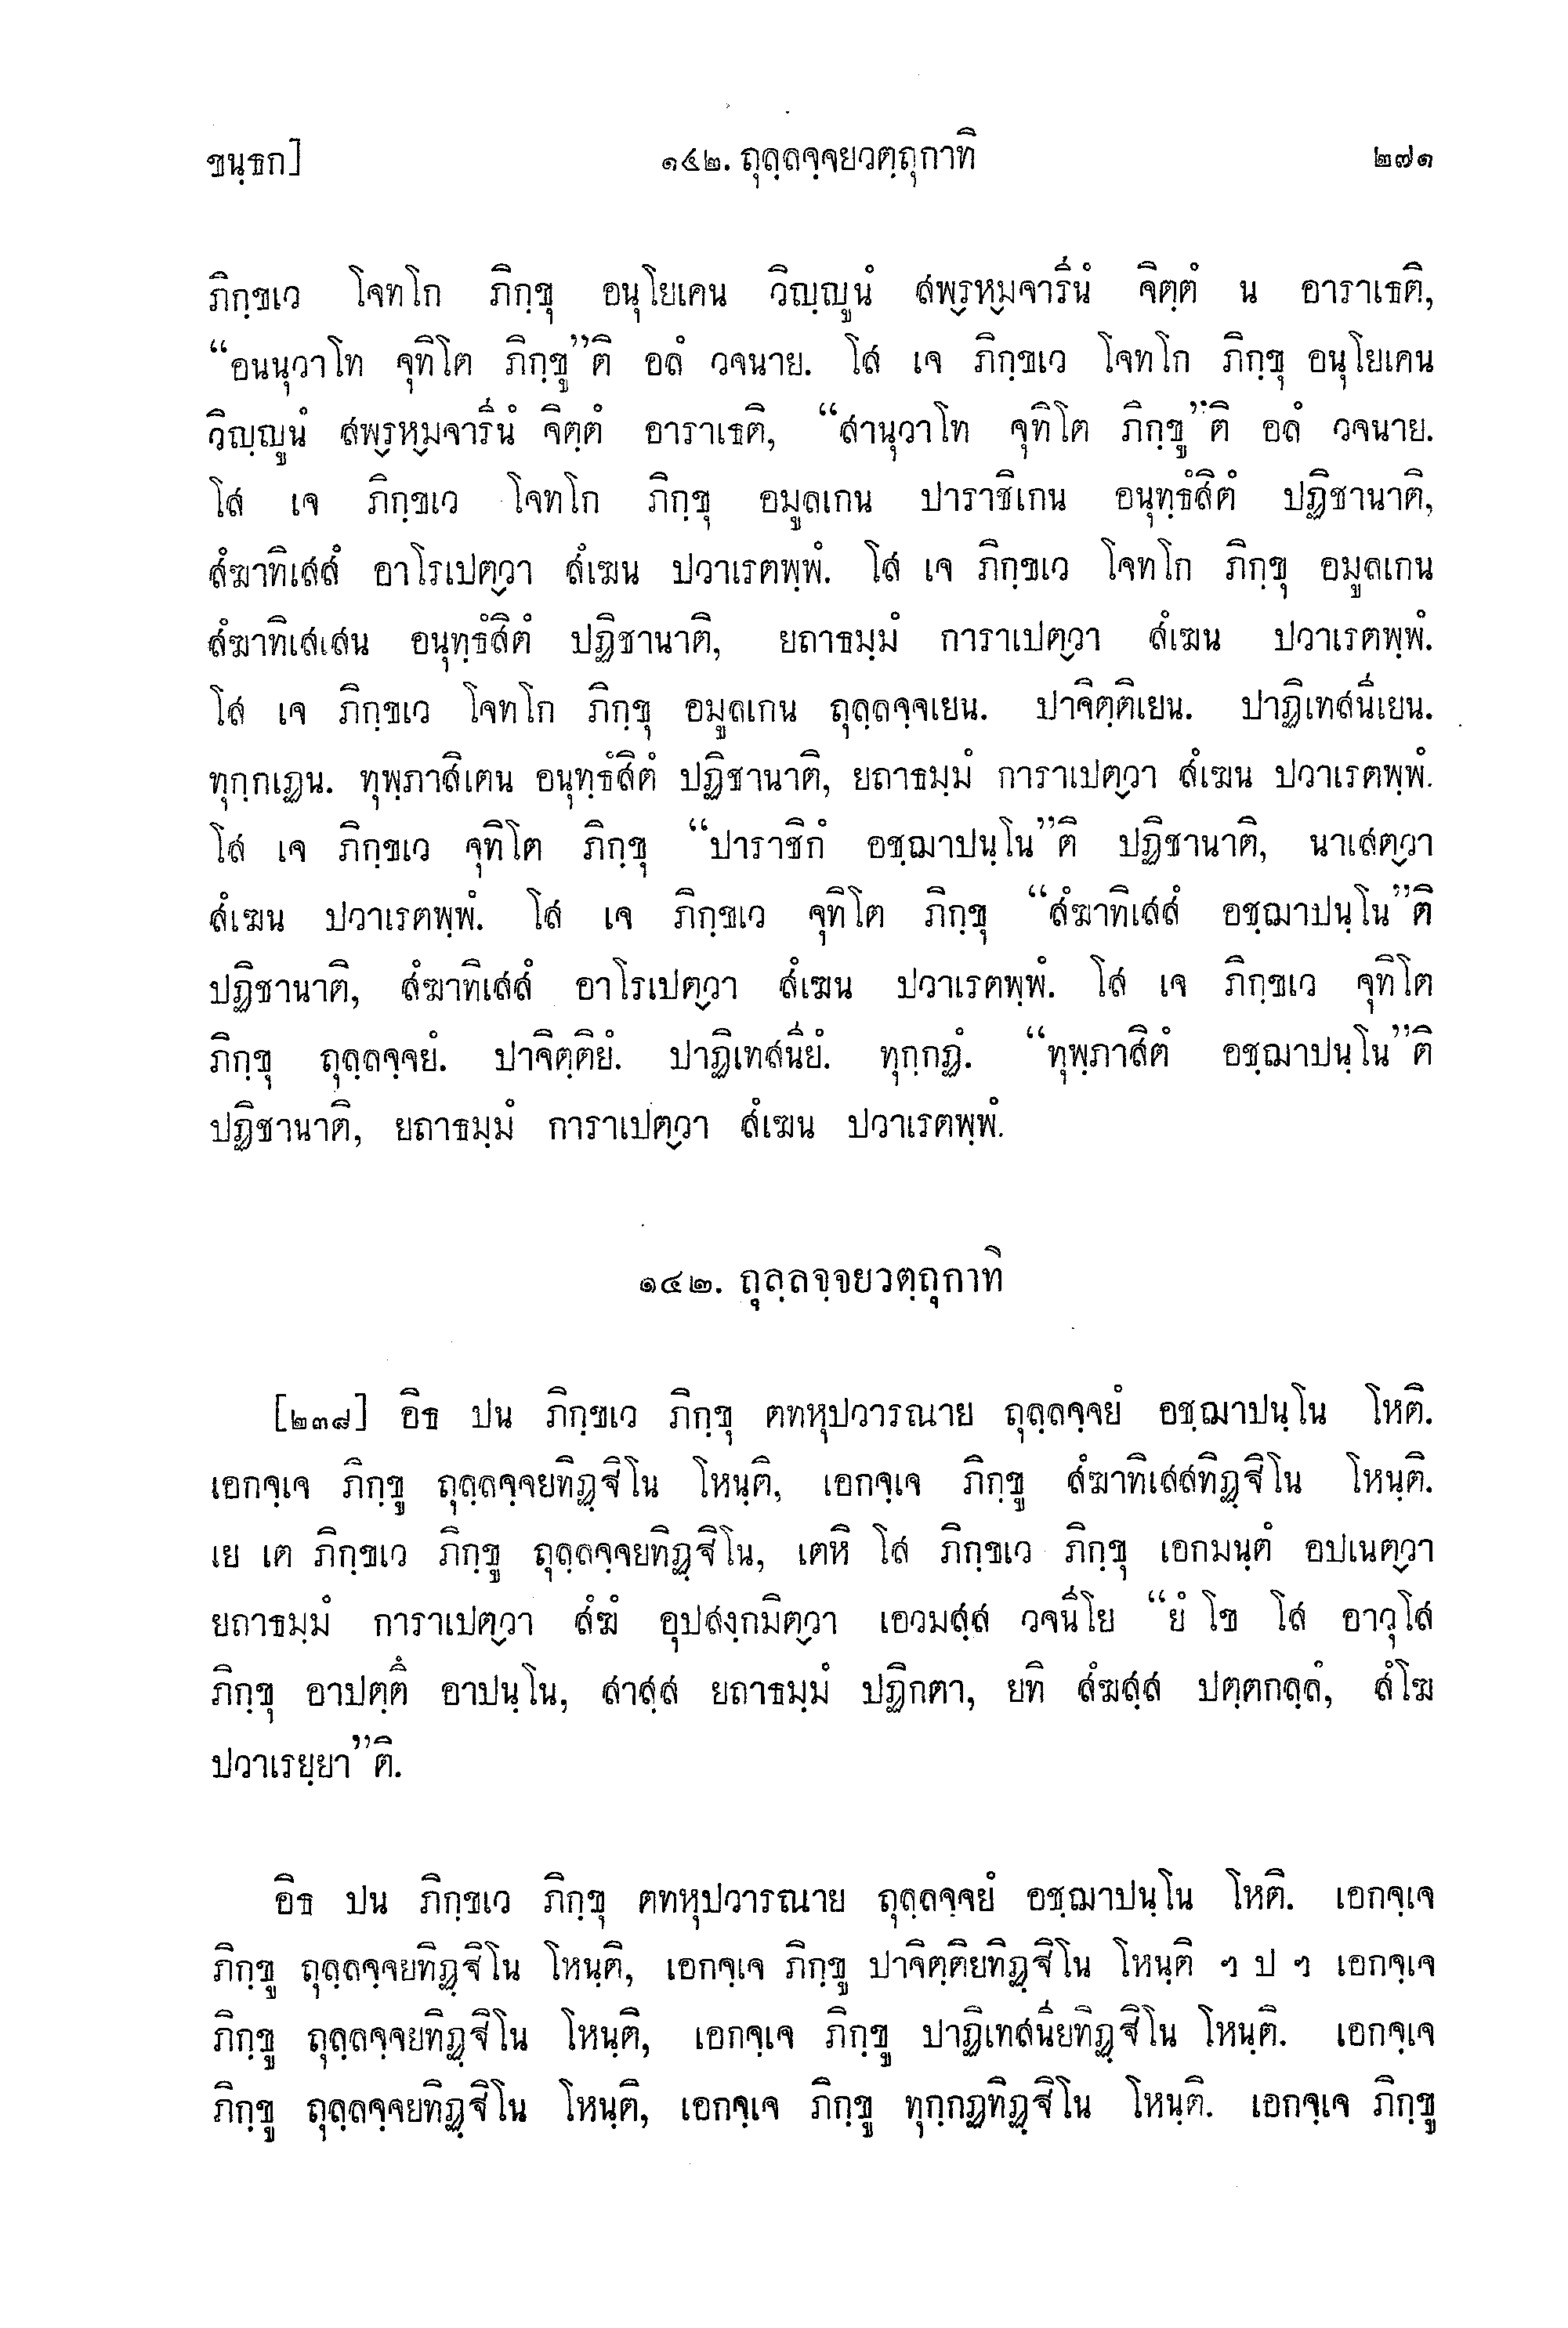 ขนฺธก]	๑๔๒. ถุลฺลจฺจยวตฺถุกาทิ	๒๗๑
ภิกฺขเว โจทโก ภิกฺขุ อนุโยเคน วิญฺญูนํ สพฺรหฺมจารีนํ จิตฺตํ น อาราเธติ,
“อนนุวาโท จุทิโต ภิกฺขู”ติ อลํ วจนาย. โส เจ ภิกฺขเว โจทโก ภิกฺขุ อนุโยเคน
วิญฺญูนํ สพฺรหฺมจารีนํ จิตฺตํ อาราเธติ, “สานุวาโท จุทิโต ภิกฺขู”ติ อลํ วจนาย.
โส เจ ภิกฺขเว โจทโก ภิกฺขุ อมูลเกน ปาราชิเกน อนุทฺธํสิตํ ปฏิชานาติ,
สํฆาทิเสสํ อาโรเปตฺวา สํเฆน ปวาเรตพฺพํ. โส เจ ภิกฺขเว โจทโก ภิกฺขุ อมูลเกน
สํฆาทิเสเสน อนุทฺธํสิตํ ปฏิชานาติ, ยถาธมฺมํ การาเปตฺวา สํเฆน ปวาเรตพฺพํ.
โส เจ ภิกฺขเว โจทโก ภิกฺขุ อมูลเกน ถุลฺลจฺจเยน. ปาจิตฺติเยน. ปาฏิเทสนีเยน.
ทุกฺกเฏน. ทุพฺภาสิเตน อนุทฺธํสิตํ ปฏิชานาติ, ยถาธมฺมํ การาเปตฺวา สํเฆน ปวาเรตพฺพํ.
โส เจ ภิกฺขเว จุทิโต ภิกฺขุ “ปาราชิกํ อชฺฌาปนฺโน”ติ ปฏิชานาติ, นาเสตฺวา
สํเฆน ปวาเรตพฺพํ. โส เจ ภิกฺขเว จุทิโต ภิกฺขุ “สํฆาทิเสสํ อชฺฌาปนฺโน”ติ
ปฏิชานาติ, สํฆาทิเสสํ อาโรเปตฺวา สํเฆน ปวาเรตพฺพํ. โส เจ ภิกฺขเว จุทิโต
ภิกฺขุ ถุลฺลจฺจยํ. ปาจิตฺติยํ. ปาฏิเทสนียํ. ทุกฺกฏํ. “ทุพฺภาสิตํ อชฺฌาปนฺโน”ติ
ปฏิชานาติ, ยถาธมฺมํ การาเปตฺวา สํเฆน ปวาเรตพฺพํ.
๑๔๒. ถุลฺลจฺจยวตฺถุกาทิ
[๒๓๘] อิธ ปน ภิกฺขเว ภิกฺขุ ตทหุปวารณาย ถุลฺลจฺจยํ อชฺฌาปนฺโน โหติ.
เอกจฺเจ ภิกฺขู ถุลฺลจฺจยทิฏฺฐิโน โหนฺติ, เอกจฺเจ ภิกฺขู สํฆาทิเสสทิฏฺฐิโน โหนฺติ.
เย เต ภิกฺขเว ภิกฺขู ถุลฺลจฺจยทิฏฺฐิโน, เตหิ โส ภิกฺขเว ภิกฺขุ เอกมนฺตํ อปเนตฺวา
ยถาธมฺมํ การาเปตฺวา สํฆํ อุปสงฺกมิตฺวา เอวมสฺส วจนีโย “ยํ โข โส อาวุโส
ภิกฺขุ อาปตฺตึ อาปนฺโน, สาสฺส ยถาธมฺมํ ปฏิกตา, ยทิ สํฆสฺส ปตฺตกลฺลํ, สํโฆ
ปวาเรยฺยา”ติ.
อิธ ปน ภิกฺขเว ภิกฺขุ ตทหุปวารณาย ถุลฺลจฺจยํ อชฺฌาปนฺโน โหติ. เอกจฺเจ
ภิกฺขู ถุลฺลจฺจยทิฏฺฐิโน โหนฺติ, เอกจฺเจ ภิกฺขู ปาจิตฺติยทิฏฺฐิโน โหนฺติ ฯ ป ฯ เอกจฺเจ
ภิกฺขู ถุลฺลจฺจยทิฏฺฐิโน โหนฺติ, เอกจฺเจ ภิกฺขู ปาฏิเทสนียทิฏฺฐิโน โหนฺติ. เอกจฺเจ
ภิกฺขู ถุลฺลจฺจยทิฏฺฐิโน โหนฺติ, เอกจฺเจ ภิกฺขู ทุกฺกฏทิฏฺฐิโน โหนฺติ. เอกจฺเจ ภิกฺขู